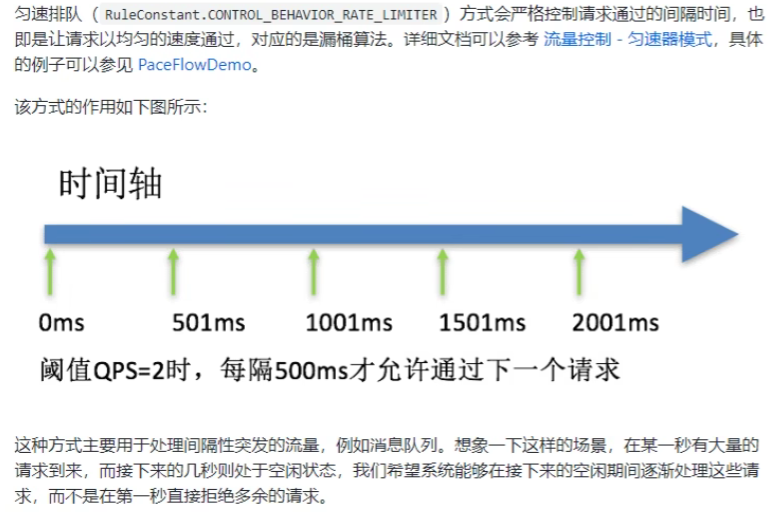 匀速排队（RuleConstant.CONTROL_BEHAVIOR_RATE_LIMITER）方式会严格控制请求通过的间隔时间，也
即是让请求以均匀的速度通过，对应的是漏桶算法。详细文档可以参考 流量控制 - 匀速器模式，具体
的例子可以参见 PaceFlowDemo。
该方式的作用如下图所示：
时间轴
0ms 501ms 1001ms 1501ms 2001ms
阈值QPS=2时，每隔500ms才允许通过下一个请求
这种方式主要用于处理间隔性突发的流量，例如消息队列。想象一下这样的场景，在某一秒有大量的
请求到来，而接下来的几秒则处于空闲状态，我们希望系统能够在接下来的空闲期间逐渐处理这些请
求，而不是在第一秒直接拒绝多余的请求。